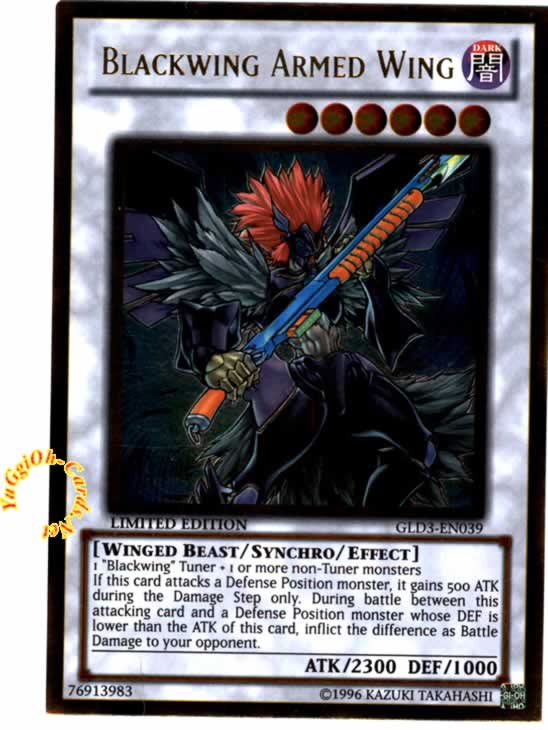 BLACKWING ARMED WING
DARK
闇
LIMITED EDITION GLD3-EN039
[WINGED BEAST/SYNCHRO/EFFECT]
1 "Blackwing" Tuner + 1 or more non-Tuner monsters
If this card attacks a Defense Position monster, it gains 500 ATK
during the Damage Step only. During battle between this
attacking card and a Defense Position monster whose DEF is
lower than the ATK of this card, inflict the difference as Battle
Damage to your opponent.
ATK/2300 DEF/1000
76913983 ©1996 KAZUKI TAKAHASHI
YuGgiOh-Cards.Net